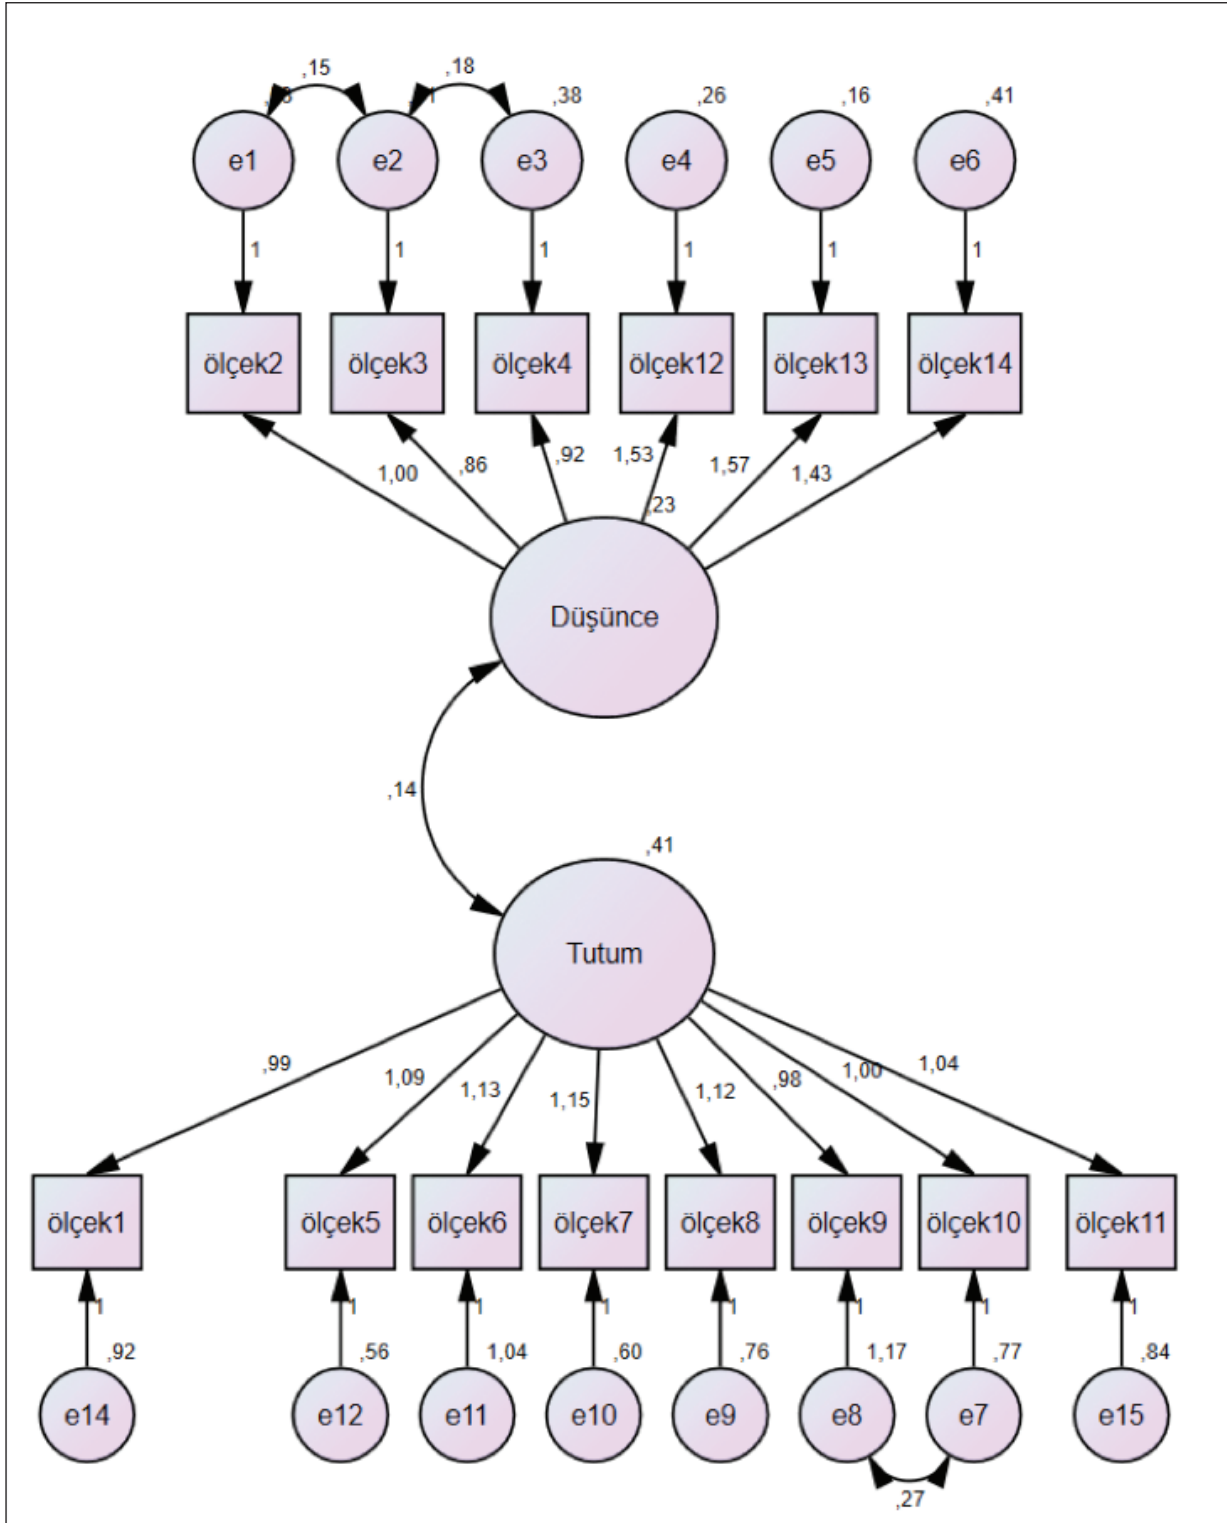 ,15 ,18
,38 ,26 ,16 ,41
e1 e2 e3 e4 e5 e6
1 1 1 1 1 1
ölçek2 ölçek3 ölçek4 ölçek12 ölçek13 ölçek14
1,00 ,86 ,92 1,53 1,57 1,43
,23
Düşünce
,14
,41
Tutum
,99 1,09 1,13 1,15 1,12 ,98 1,00 1,04
ölçek1 ölçek5 ölçek6 ölçek7 ölçek8 ölçek9 ölçek10 ölçek11
1 1 1 1 1 1 1 1
,92 ,56 1,04 ,60 ,76 1,17 ,77 ,84
e14 e12 e11 e10 e9 e8 e7 e15
,27